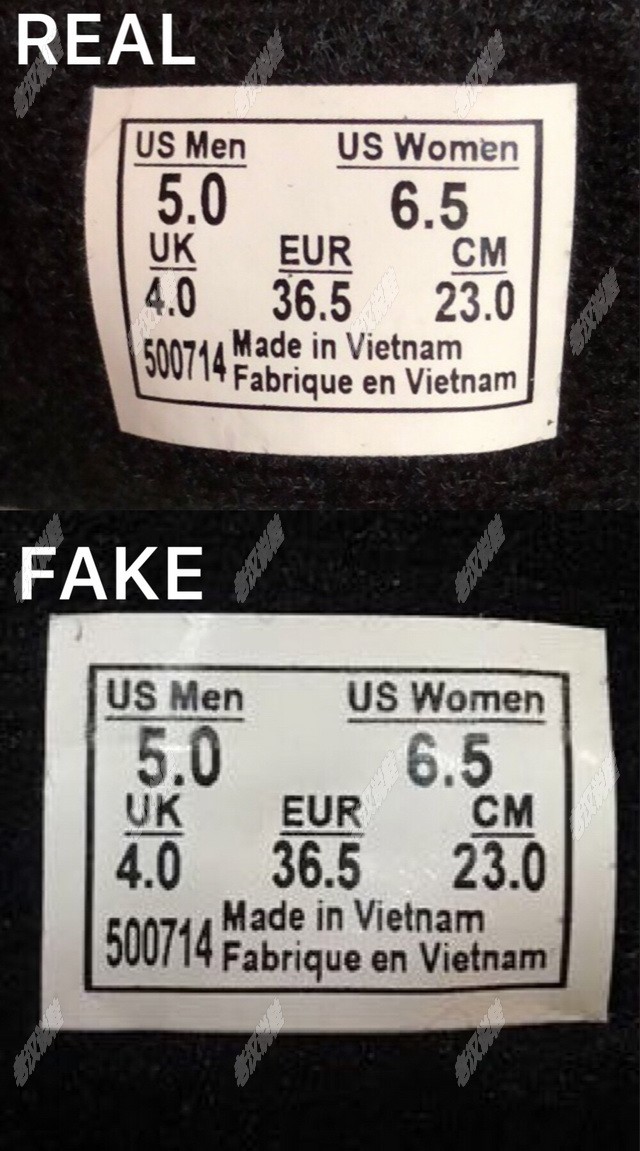 REAL
US Men US Women
5.0 6.5
UK EUR CM
4.0 36.5 23.0
500714 Made in Vietnam
Fabrique en Vietnam
FAKE
US Men US Women
5.0 6.5
UK EUR CM
4.0 36.5 23.0
500714 Made in Vietnam
Fabrique en Vietnam